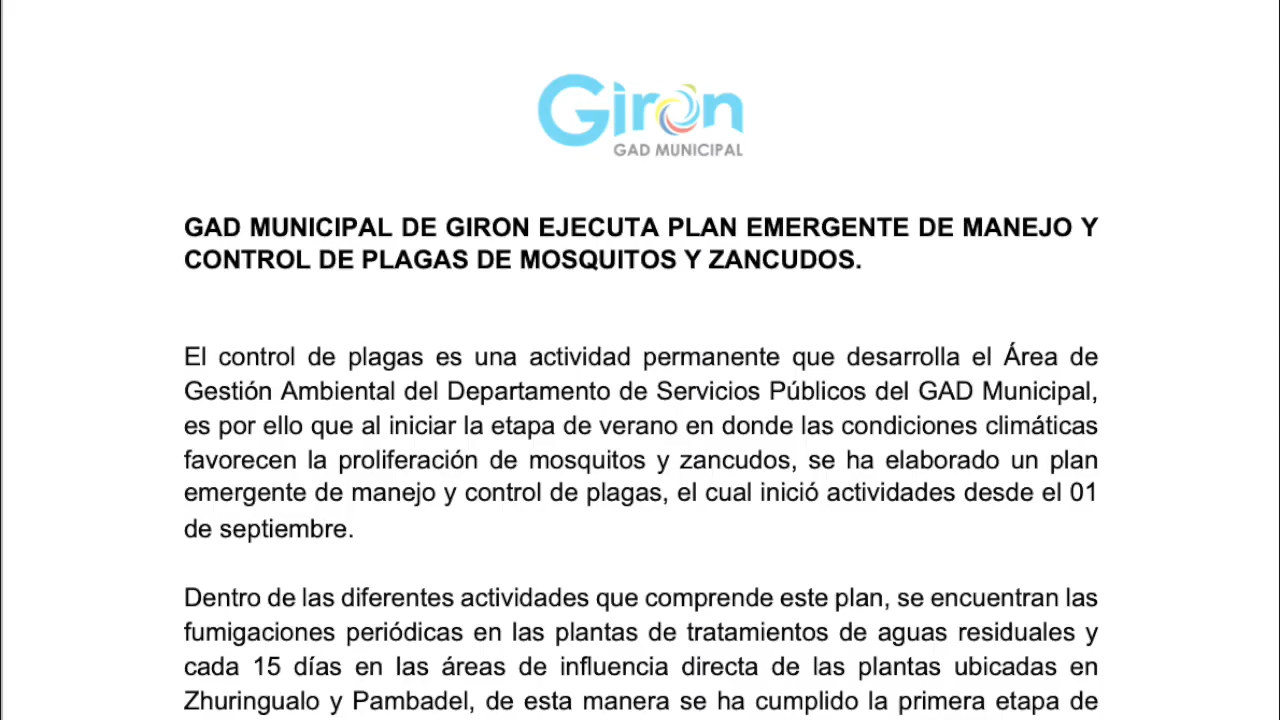 Girón
GAD MUNICIPAL
GAD MUNICIPAL DE GIRON EJECUTA PLAN EMERGENTE DE MANEJO Y
CONTROL DE PLAGAS DE MOSQUITOS Y ZANCUDOS.
El control de plagas es una actividad permanente que desarrolla el Área de
Gestión Ambiental del Departamento de Servicios Públicos del GAD Municipal,
es por ello que al iniciar la etapa de verano en donde las condiciones climáticas
favorecen la proliferación de mosquitos y zancudos, se ha elaborado un plan
emergente de manejo y control de plagas, el cual inició actividades desde el 01
de septiembre.
Dentro de las diferentes actividades que comprende este plan, se encuentran las
fumigaciones periódicas en las plantas de tratamientos de aguas residuales y
cada 15 días en las áreas de influencia directa de las plantas ubicadas en
Zhuringualo y Pambadel, de esta manera se ha cumplido la primera etapa de